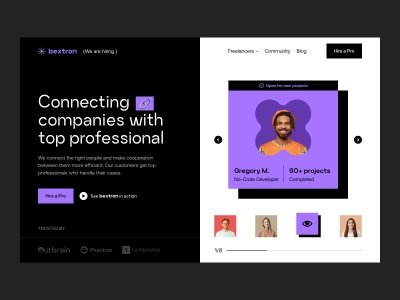 bextron (We are hiring )
Freelancers Community Blog Hire a Pro
Connecting
companies with
top professional
We connect the right people and make cooperation
between them more efficient. Our customers get top
professionals who handle their cases.
Hire a Pro See bextron in action
TRUSTED BY
Outbrain Phantom Combinator
Open for new projects
Gregory M.
No-Code Developer
60+ projects
Completed
1/8